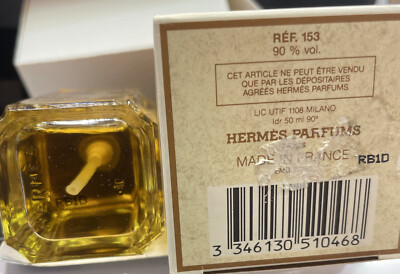 RÉF. 153
90 % vol.
CET ARTICLE NE PEUT ÊTRE VENDU
QUE PAR LES DÉPOSITAIRES
AGRÉÉS HERMÈS PARFUMS
LIC UTIF 1108 MILANO
Idr 50 ml 90°
HERMÈS PARFUMS
MADE IN FRANCE
RB1D
3 346130 510468